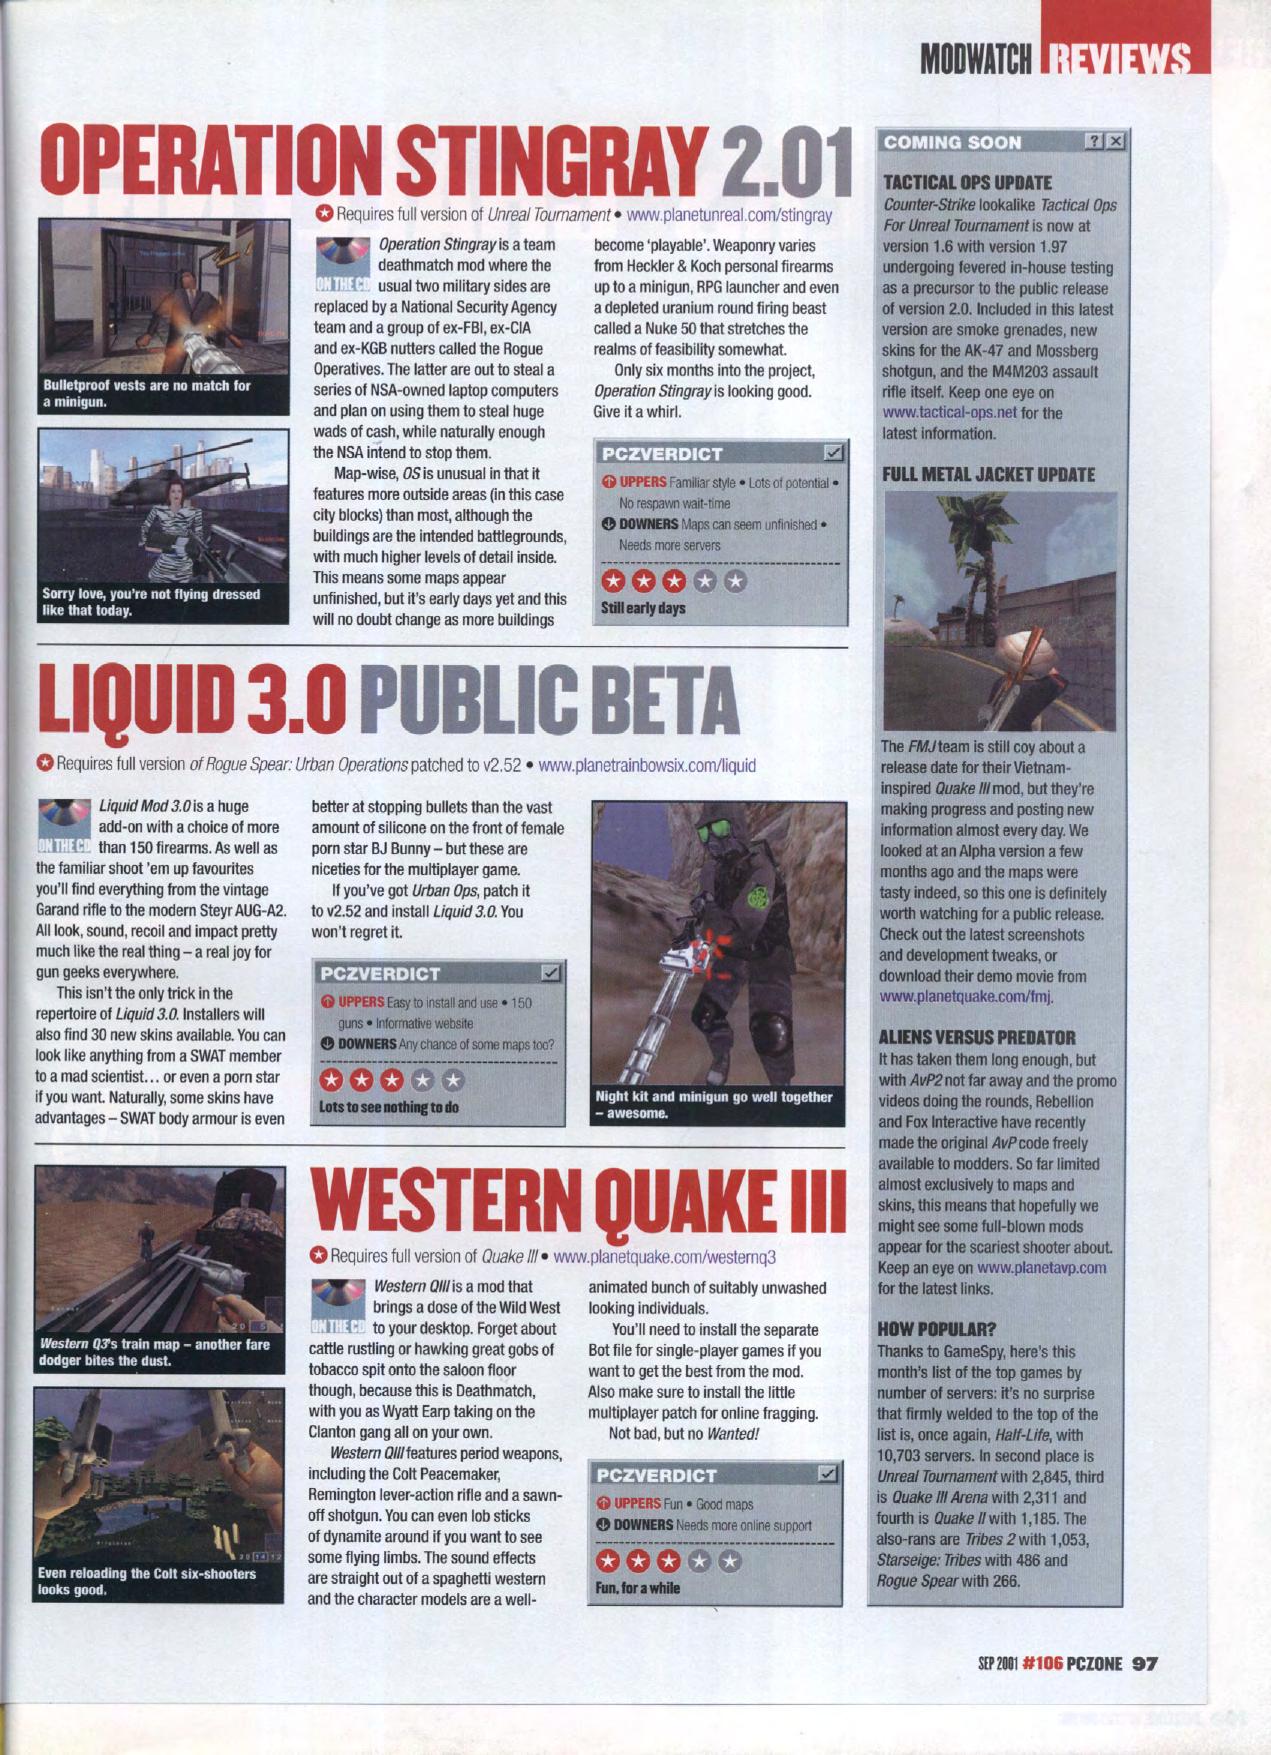 MODWATCH REVIEWS
OPERATION STINGRAY 2.01
Requires full version of Unreal Tournament • www.planetunreal.com/stingray
Bulletproof vests are no match for
a minigun.
Sorry love, you're not flying dressed
like that today.
ON THE CD
Operation Stingray is a team
deathmatch mod where the
usual two military sides are
replaced by a National Security Agency
team and a group of ex-FBI, ex-CIA
and ex-KGB nutters called the Rogue
Operatives. The latter are out to steal a
series of NSA-owned laptop computers
and plan on using them to steal huge
wads of cash, while naturally enough
the NSA intend to stop them.
Map-wise, OS is unusual in that it
features more outside areas (in this case
city blocks) than most, although the
buildings are the intended battlegrounds,
with much higher levels of detail inside.
This means some maps appear
unfinished, but it's early days yet and this
will no doubt change as more buildings
become 'playable'. Weaponry varies
from Heckler & Koch personal firearms
up to a minigun, RPG launcher and even
a depleted uranium round firing beast
called a Nuke 50 that stretches the
realms of feasibility somewhat.
Only six months into the project,
Operation Stingray is looking good.
Give it a whirl.
PCZVERDICT
UPPERS Familiar style • Lots of potential •
No respawn wait-time
DOWNERS Maps can seem unfinished •
Needs more servers
Still early days
LIQUID 3.0 PUBLIC BETA
Requires full version of Rogue Spear: Urban Operations patched to v2.52 • www.planetrainbowsix.com/liquid
ON THE CD
Liquid Mod 3.0 is a huge
add-on with a choice of more
than 150 firearms. As well as
the familiar shoot 'em up favourites
you'll find everything from the vintage
Garand rifle to the modern Steyr AUG-A2.
All look, sound, recoil and impact pretty
much like the real thing – a real joy for
gun geeks everywhere.
This isn't the only trick in the
repertoire of Liquid 3.0. Installers will
also find 30 new skins available. You can
look like anything from a SWAT member
to a mad scientist... or even a porn star
if you want. Naturally, some skins have
advantages – SWAT body armour is even
better at stopping bullets than the vast
amount of silicone on the front of female
porn star BJ Bunny – but these are
niceties for the multiplayer game.
If you've got Urban Ops, patch it
to v2.52 and install Liquid 3.0. You
won't regret it.
PCZVERDICT
UPPERS Easy to install and use • 150
guns • Informative website
DOWNERS Any chance of some maps too?
Lots to see nothing to do
Night kit and minigun go well together
– awesome.
WESTERN QUAKE III
Requires full version of Quake III • www.planetquake.com/westernq3
Western Q3's train map – another fare
dodger bites the dust.
Even reloading the Colt six-shooters
looks good.
ON THE CD
Western QIII is a mod that
brings a dose of the Wild West
to your desktop. Forget about
cattle rustling or hawking great gobs of
tobacco spit onto the saloon floor
though, because this is Deathmatch,
with you as Wyatt Earp taking on the
Clanton gang all on your own.
Western QIII features period weapons,
including the Colt Peacemaker,
Remington lever-action rifle and a sawn-
off shotgun. You can even lob sticks
of dynamite around if you want to see
some flying limbs. The sound effects
are straight out of a spaghetti western
and the character models are a well-
animated bunch of suitably unwashed
looking individuals.
You'll need to install the separate
Bot file for single-player games if you
want to get the best from the mod.
Also make sure to install the little
multiplayer patch for online fragging.
Not bad, but no Wanted!
PCZVERDICT
UPPERS Fun • Good maps
DOWNERS Needs more online support
Fun, for a while
COMING SOON
TACTICAL OPS UPDATE
Counter-Strike lookalike Tactical Ops
For Unreal Tournament is now at
version 1.6 with version 1.97
undergoing fevered in-house testing
as a precursor to the public release
of version 2.0. Included in this latest
version are smoke grenades, new
skins for the AK-47 and Mossberg
shotgun, and the M4M203 assault
rifle itself. Keep one eye on
www.tactical-ops.net for the
latest information.
FULL METAL JACKET UPDATE
The FMJ team is still coy about a
release date for their Vietnam-
inspired Quake III mod, but they're
making progress and posting new
information almost every day. We
looked at an Alpha version a few
months ago and the maps were
tasty indeed, so this one is definitely
worth watching for a public release.
Check out the latest screenshots
and development tweaks, or
download their demo movie from
www.planetquake.com/fmj.
ALIENS VERSUS PREDATOR
It has taken them long enough, but
with AvP2 not far away and the promo
videos doing the rounds, Rebellion
and Fox Interactive have recently
made the original AvP code freely
available to modders. So far limited
almost exclusively to maps and
skins, this means that hopefully we
might see some full-blown mods
appear for the scariest shooter about.
Keep an eye on www.planetavp.com
for the latest links.
HOW POPULAR?
Thanks to GameSpy, here's this
month's list of the top games by
number of servers: it's no surprise
that firmly welded to the top of the
list is, once again, Half-Life, with
10,703 servers. In second place is
Unreal Tournament with 2,845, third
is Quake III Arena with 2,311 and
fourth is Quake II with 1,185. The
also-rans are Tribes 2 with 1,053,
Starseige: Tribes with 486 and
Rogue Spear with 266.
SEP 2001 #106 PCZONE 97